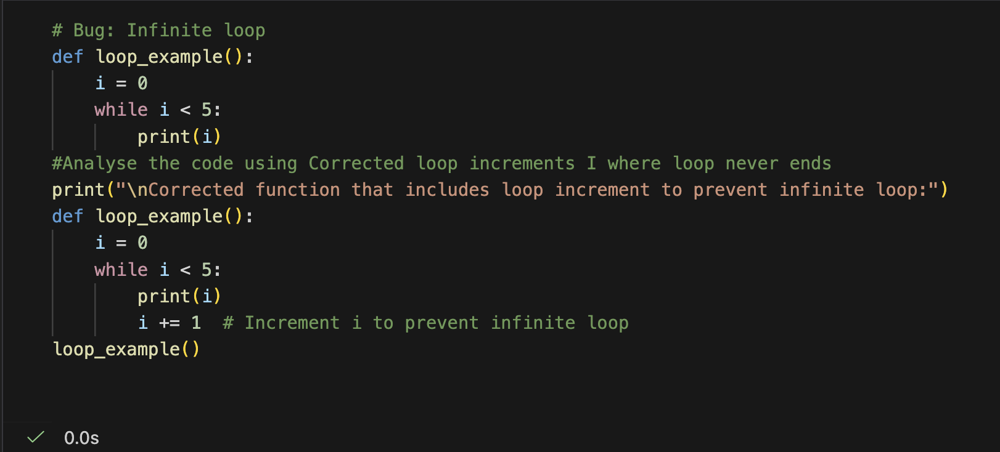 # Bug: Infinite loop
def loop_example():
    i = 0
    while i < 5:
        print(i)
#Analyse the code using Corrected loop increments I where loop never ends
print("\nCorrected function that includes loop increment to prevent infinite loop:")
def loop_example():
    i = 0
    while i < 5:
        print(i)
        i += 1  # Increment i to prevent infinite loop
loop_example()
0.0s